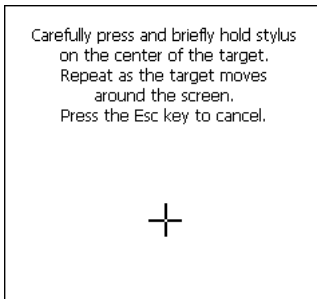 Carefully press and briefly hold stylus
on the center of the target.
Repeat as the target moves
around the screen.
Press the Esc key to cancel.